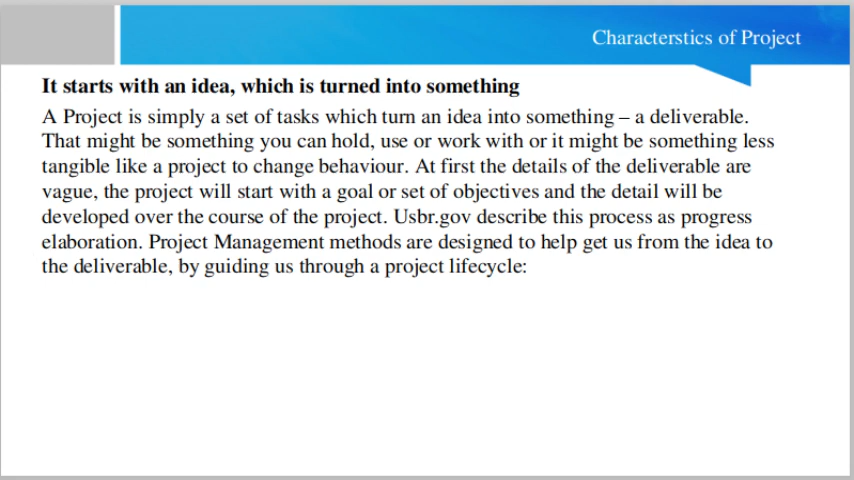 Characterstics of Project
It starts with an idea, which is turned into something
A Project is simply a set of tasks which turn an idea into something – a deliverable.
That might be something you can hold, use or work with or it might be something less
tangible like a project to change behaviour. At first the details of the deliverable are
vague, the project will start with a goal or set of objectives and the detail will be
developed over the course of the project. Usbr.gov describe this process as progress
elaboration. Project Management methods are designed to help get us from the idea to
the deliverable, by guiding us through a project lifecycle: